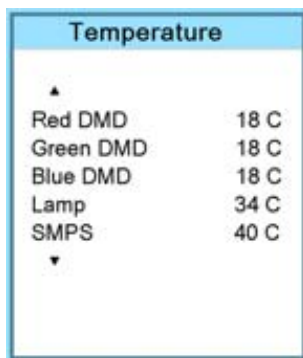 Temperature
Red DMD 18 C
Green DMD 18 C
Blue DMD 18 C
Lamp 34 C
SMPS 40 C